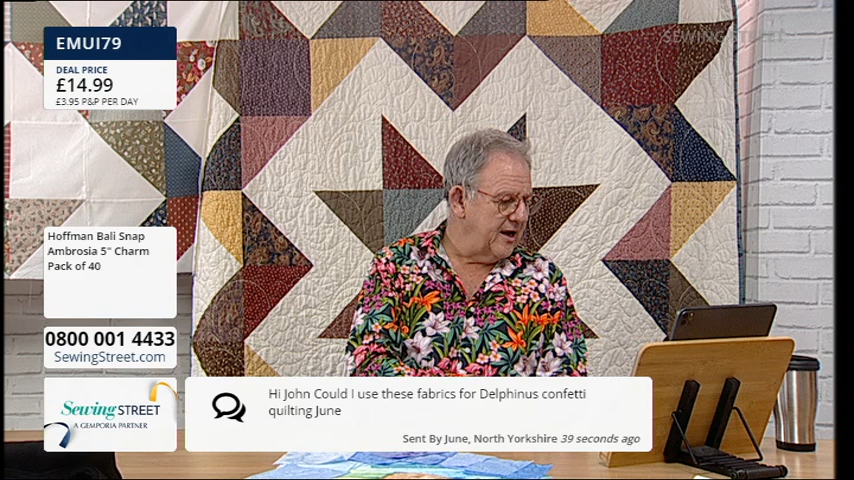 EMUI79
DEAL PRICE
£14.99
£3.95 P&P PER DAY
SEWING STREET
Hoffman Bali Snap
Ambrosia 5" Charm
Pack of 40
0800 001 4433
SewingStreet.com
Sewing STREET
A GEMPORIA PARTNER
Hi John Could I use these fabrics for Delphinus confetti
quilting June
Sent By June, North Yorkshire 39 seconds ago